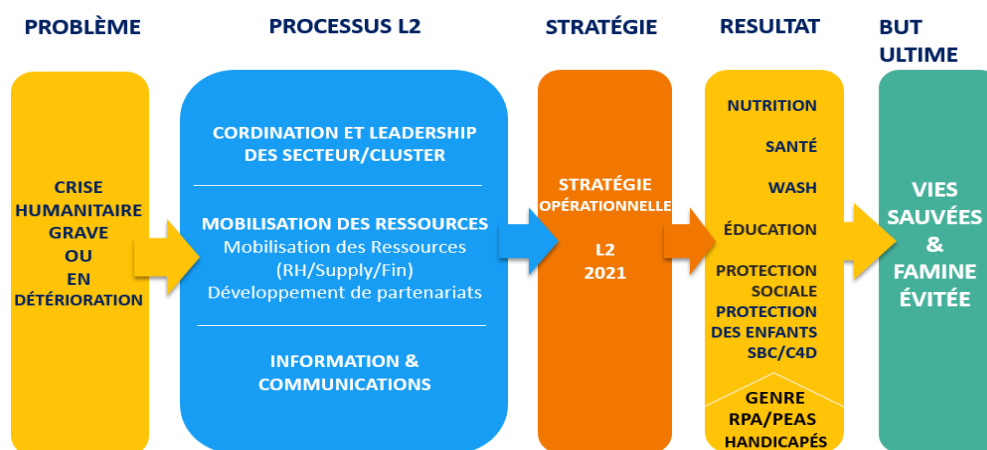 PROBLÈME
CRISE
HUMANITAIRE
GRAVE
OU
EN
DÉTÉRIORATION
PROCESSUS L2
CORDINATION ET LEADERSHIP
DES SECTEUR/CLUSTER
MOBILISATION DES RESSOURCES
Mobilisation des Ressources
(RH/Supply/Fin)
Développement de partenariats
INFORMATION &
COMMUNICATIONS
STRATÉGIE
STRATÉGIE
OPÉRATIONNELLE
L2
2021
RESULTAT
NUTRITION
SANTÉ
WASH
ÉDUCATION
PROTECTION
SOCIALE
PROTECTION
DES ENFANTS
SBC/C4D
GENRE
RPA/PEAS
HANDICAPÉS
BUT
ULTIME
VIES
SAUVÉES
&
FAMINE
ÉVITÉE